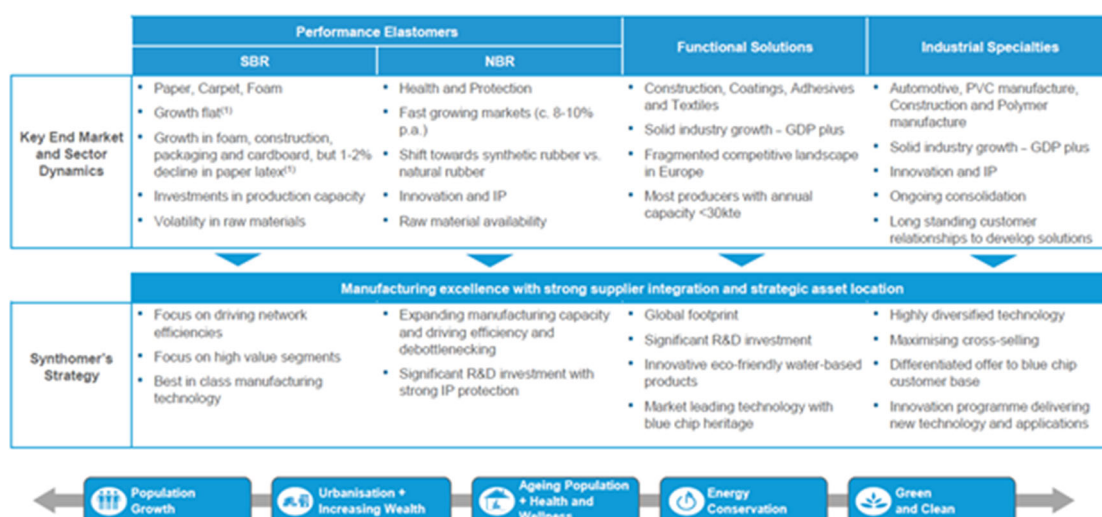 Performance Elastomers
Functional Solutions
Industrial Specialties
SBR
NBR
Key End Market
and Sector
Dynamics
• Paper, Carpet, Foam
• Growth flat(1)
• Growth in foam, construction,
packaging and cardboard, but 1-2%
decline in paper latex(1)
• Investments in production capacity
• Volatility in raw materials
• Health and Protection
• Fast growing markets (c. 8-10%
p.a.)
• Shift towards synthetic rubber vs.
natural rubber
• Innovation and IP
• Raw material availability
• Construction, Coatings, Adhesives
and Textiles
• Solid industry growth – GDP plus
• Fragmented competitive landscape
in Europe
• Most producers with annual
capacity <30kte
• Automotive, PVC manufacture,
Construction and Polymer
manufacture
• Solid industry growth – GDP plus
• Innovation and IP
• Ongoing consolidation
• Long standing customer
relationships to develop solutions
Manufacturing excellence with strong supplier integration and strategic asset location
Synthomer's
Strategy
• Focus on driving network
efficiencies
• Focus on high value segments
• Best in class manufacturing
technology
• Expanding manufacturing capacity
and driving efficiency and
debottlenecking
• Significant R&D investment with
strong IP protection
• Global footprint
• Significant R&D investment
• Innovative eco-friendly water-based
products
• Market leading technology with
blue chip heritage
• Highly diversified technology
• Maximising cross-selling
• Differentiated offer to blue chip
customer base
• Innovation programme delivering
new technology and applications
Population
Growth
Urbanisation +
Increasing Wealth
Ageing Population
+ Health and
Wellness
Energy
Conservation
Green
and Clean